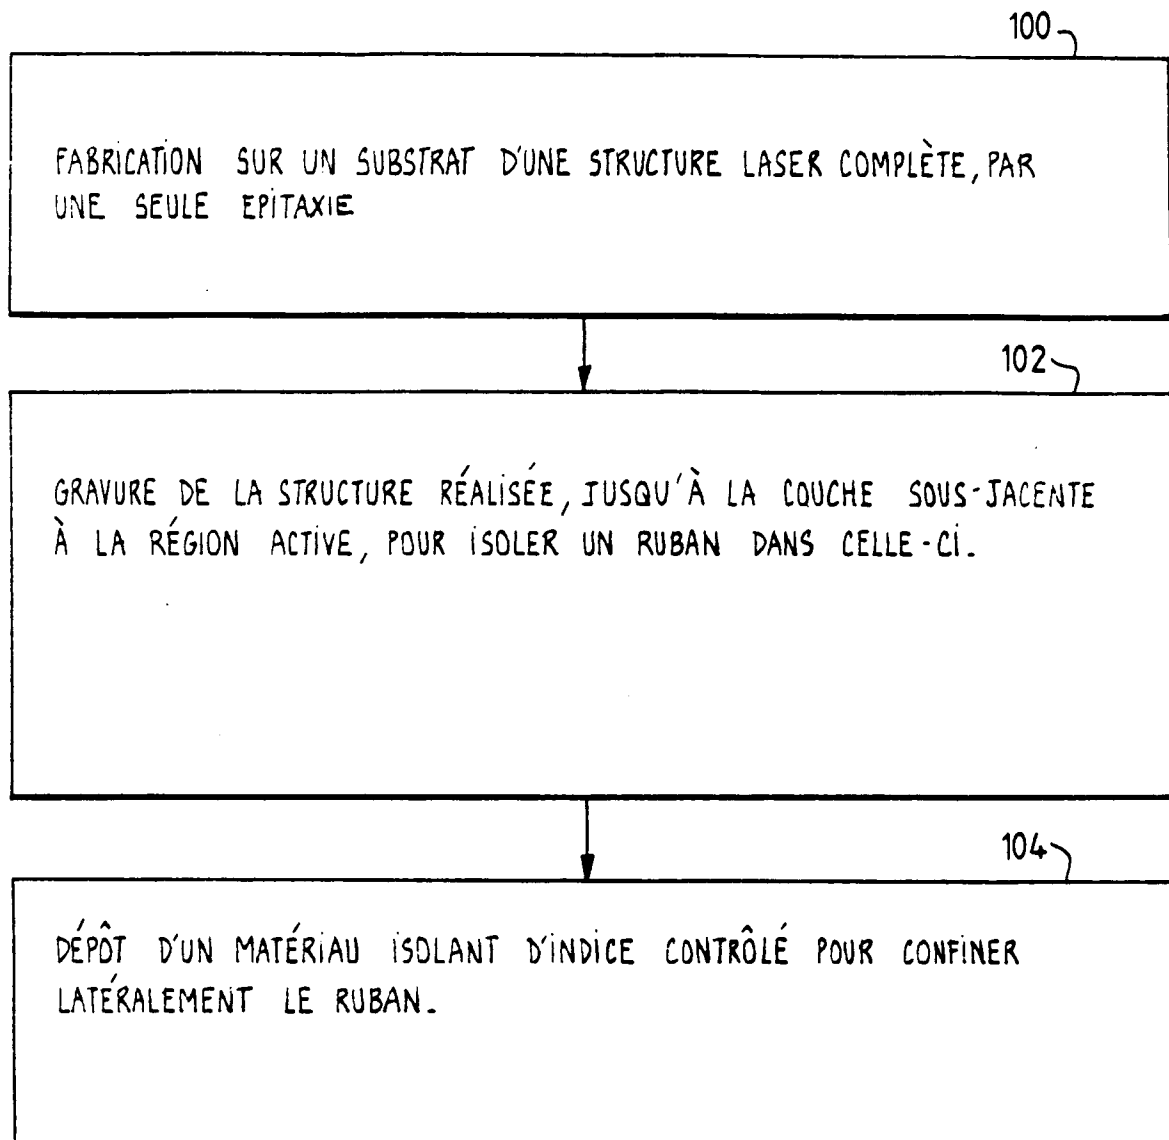 100
FABRICATION SUR UN SUBSTRAT D'UNE STRUCTURE LASER COMPLÈTE, PAR
UNE SEULE EPITAXIE
102
GRAVURE DE LA STRUCTURE RÉALISÉE, JUSQU'À LA COUCHE SOUS-JACENTE
À LA RÉGION ACTIVE, POUR ISOLER UN RUBAN DANS CELLE-CI.
104
DÉPÔT D'UN MATÉRIAU ISOLANT D'INDICE CONTRÔLÉ POUR CONFINER
LATÉRALEMENT LE RUBAN.